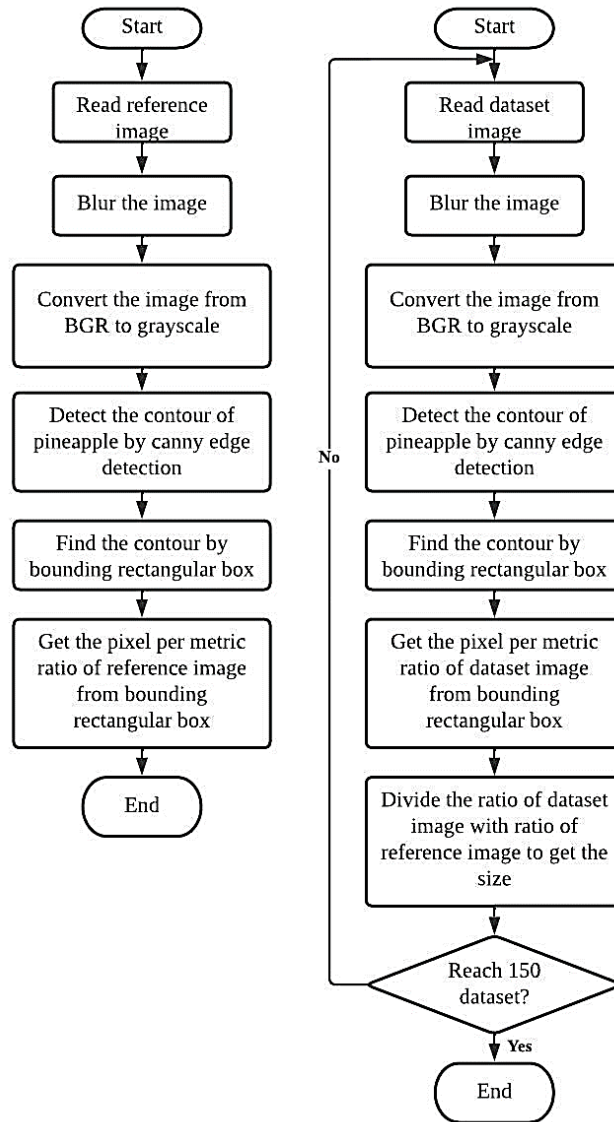 Start
Read reference
image
Blur the image
Convert the image from
BGR to grayscale
Detect the contour of
pineapple by canny edge
detection
Find the contour by
bounding rectangular box
Get the pixel per metric
ratio of reference image
from bounding
rectangular box
End
Start
Read dataset
image
Blur the image
Convert the image from
BGR to grayscale
Detect the contour of
pineapple by canny edge
detection
No
Find the contour by
bounding rectangular box
Get the pixel per metric
ratio of dataset image
from bounding
rectangular box
Divide the ratio of dataset
image with ratio of
reference image to get the
size
Reach 150
dataset?
Yes
End